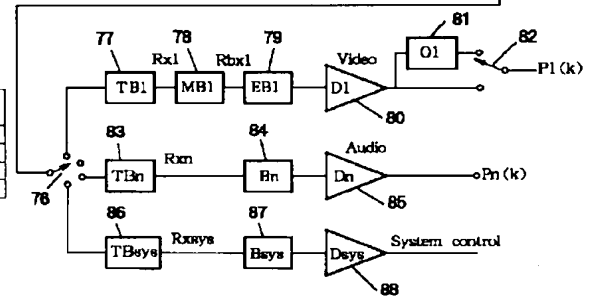 81
77 Rx1 78 Rbx1 79 Video O1 82
TB1 MB1 EB1 D1 P1(k)
80
83 84 Audio
Rxn
TBn Bn Dn Pn(k)
76 85
86 87
Rxsys System control
TBsys Bsys Dsys
88